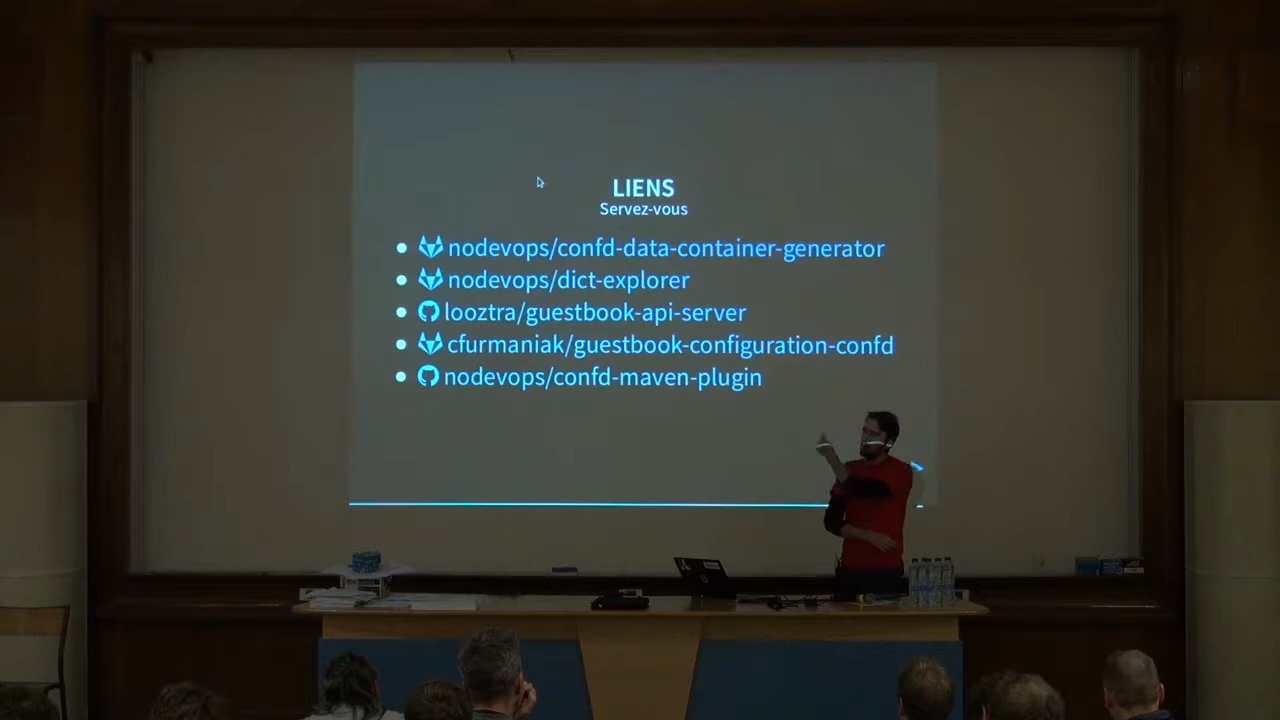 LIENS
Servez-vous
nodevops/confd-data-container-generator
nodevops/dict-explorer
looztra/guestbook-api-server
cfurmaniak/guestbook-configuration-confd
nodevops/confd-maven-plugin